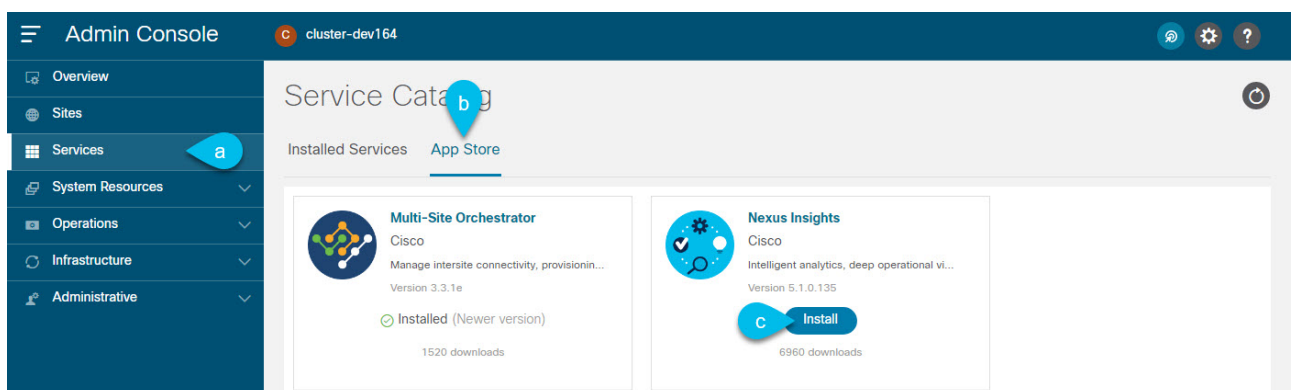 Admin Console
C cluster-dev164
?
Overview
Sites
Services
a
System Resources
Operations
Infrastructure
Administrative
Service Catalog
b
Installed Services App Store
Multi-Site Orchestrator
Cisco
Manage intersite connectivity, provisionin...
Version 3.3.1e
Installed (Newer version)
1520 downloads
Nexus Insights
Cisco
Intelligent analytics, deep operational vi...
Version 5.1.0.135
c Install
6960 downloads